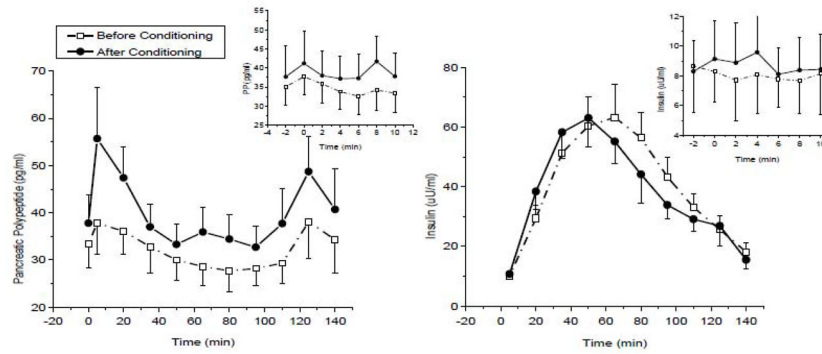 Before Conditioning
After Conditioning
Pancreatic Polypeptide (pg/ml)
70
60
50
40
30
20
-20 0 20 40 60 80 100 120 140
Time (min)
PP(pg/ml)
55
50
45
40
35
30
25
-4 -2 0 2 4 6 8 10 12
Time (min)
Insulin (uU/ml)
80
60
40
20
0
-20 0 20 40 60 80 100 120 140
Time (min)
Insulin (uU/ml)
12
10
8
6
4
-2 0 2 4 6 8 10
Time (min)